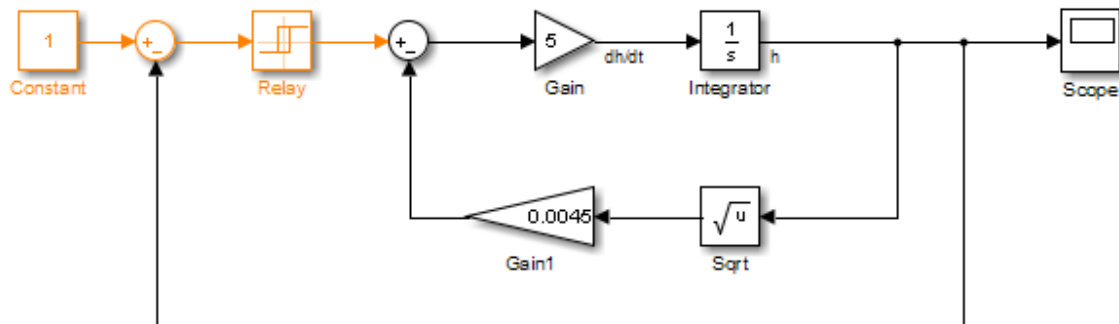 1
Constant
+
−
Relay
+
−
5
Gain
dh/dt
1
s
Integrator
h
Scope
0.0045
Gain1
√u
Sqrt